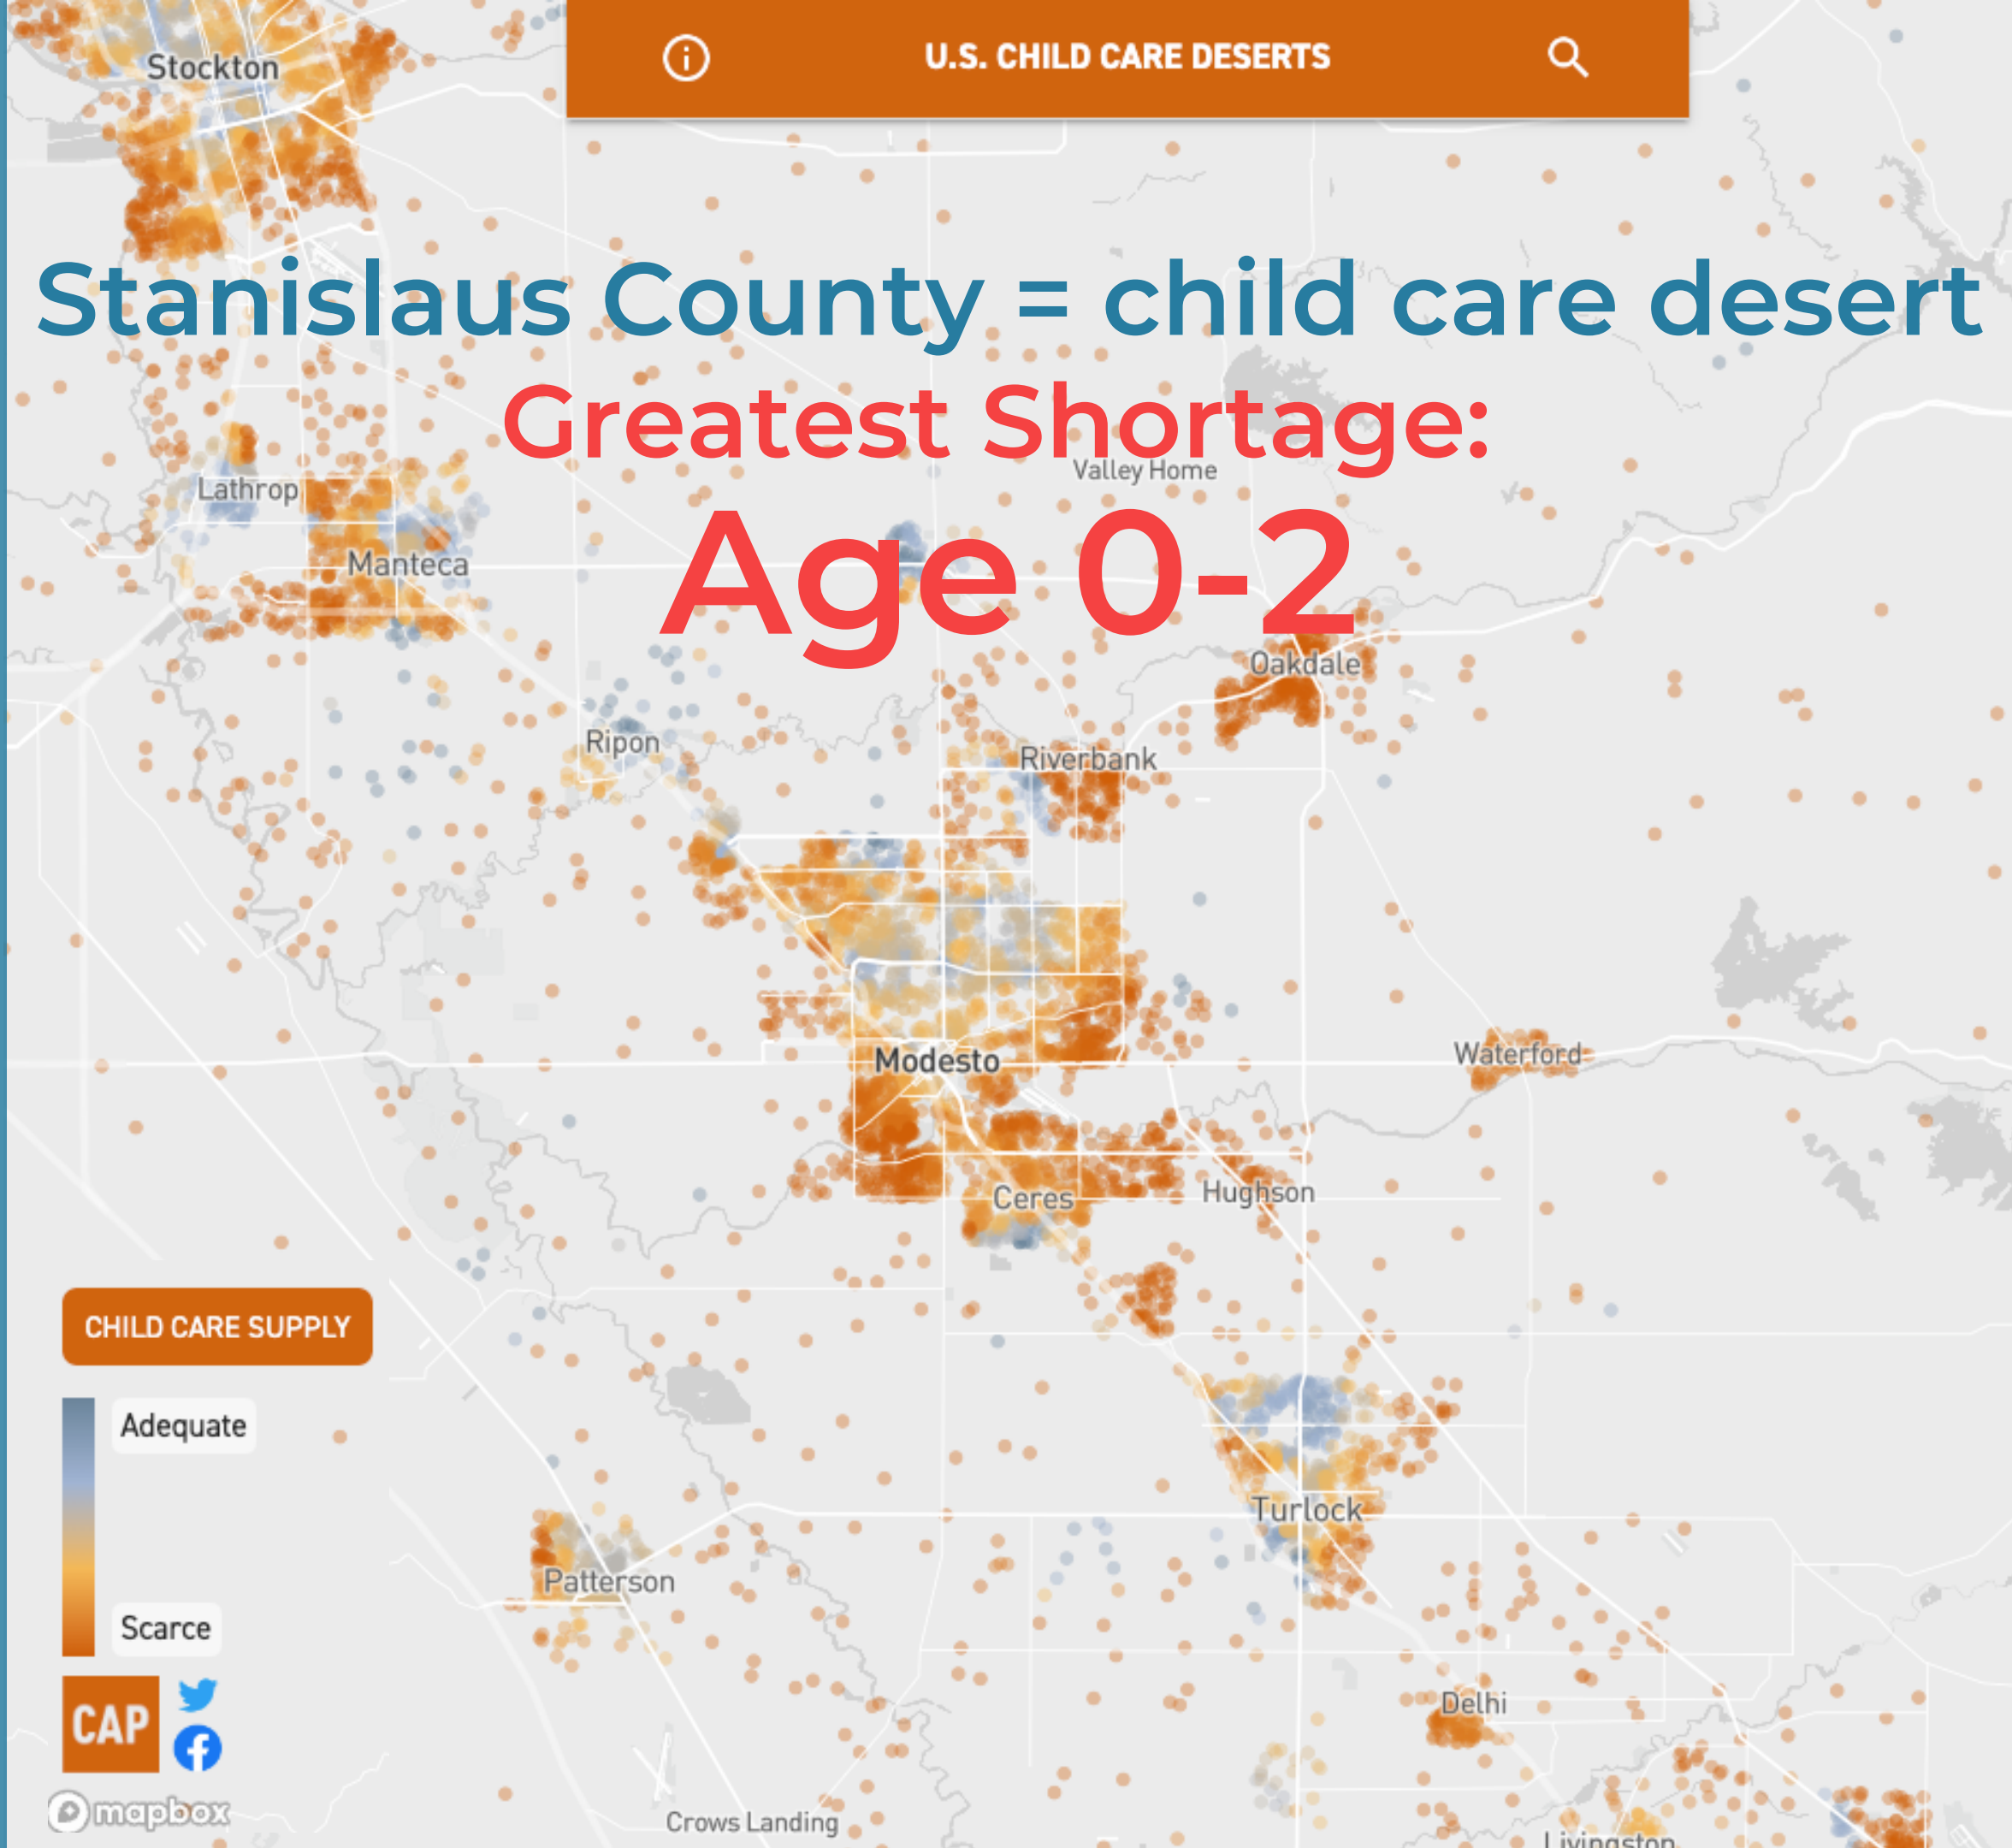 U.S. CHILD CARE DESERTS
Stockton
Stanislaus County = child care desert
Greatest Shortage:
Valley Home
Lathrop
Age 0-2
Manteca
Oakdale
Ripon
Riverbank
Modesto
Waterford
Ceres
Hughson
CHILD CARE SUPPLY
Adequate
Turlock
Patterson
Scarce
Delhi
CAP
mapbox
Crows Landing
Livingston